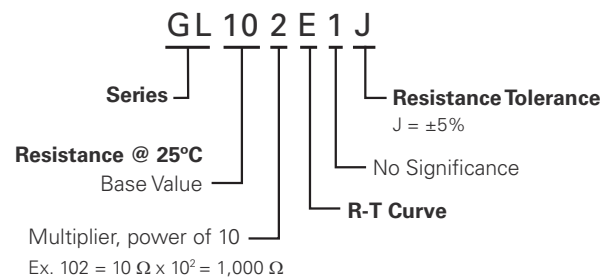 GL 10 2 E 1 J
Series
Resistance Tolerance
J = ±5%
Resistance @ 25ºC
Base Value
No Significance
R-T Curve
Multiplier, power of 10
Ex. 102 = 10 Ω x 10² = 1,000 Ω